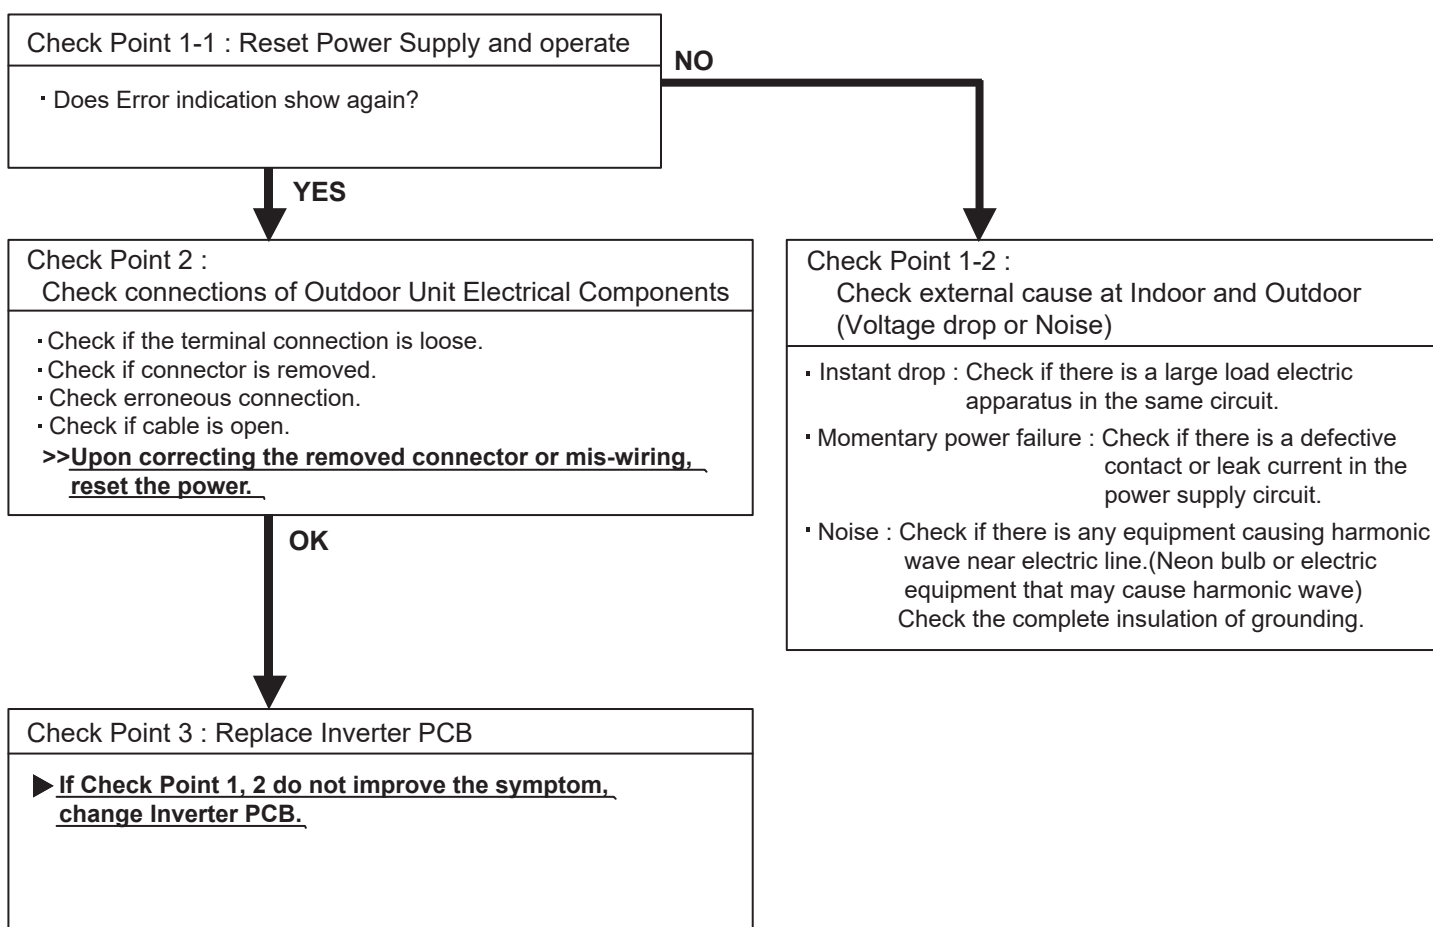 Check Point 1-1 : Reset Power Supply and operate
・Does Error indication show again?
NO
YES
Check Point 2 :
Check connections of Outdoor Unit Electrical Components
・Check if the terminal connection is loose.
・Check if connector is removed.
・Check erroneous connection.
・Check if cable is open.
>>Upon correcting the removed connector or mis-wiring,
reset the power.
OK
Check Point 3 : Replace Inverter PCB
▶If Check Point 1, 2 do not improve the symptom,
change Inverter PCB.
Check Point 1-2 :
Check external cause at Indoor and Outdoor
(Voltage drop or Noise)
・Instant drop : Check if there is a large load electric
apparatus in the same circuit.
・Momentary power failure : Check if there is a defective
contact or leak current in the
power supply circuit.
・Noise : Check if there is any equipment causing harmonic
wave near electric line.(Neon bulb or electric
equipment that may cause harmonic wave)
Check the complete insulation of grounding.